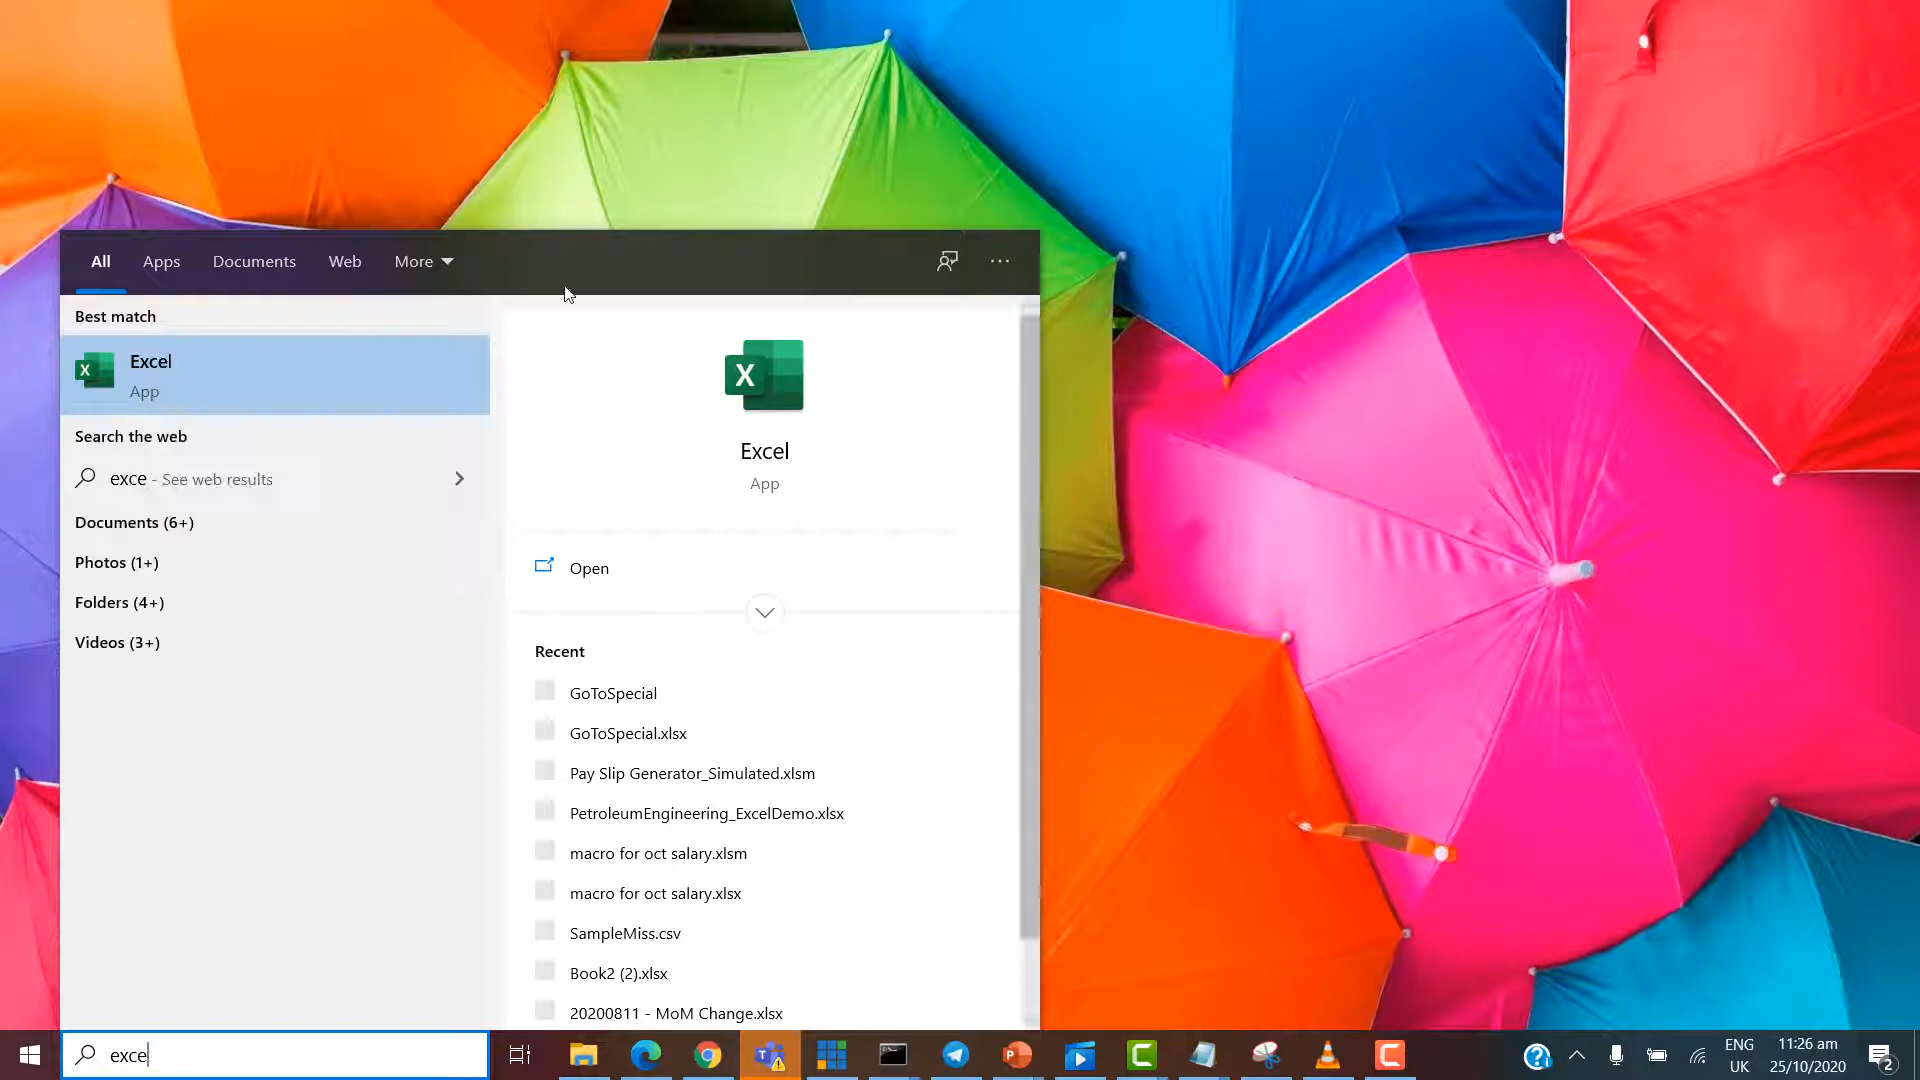 All Apps Documents Web More
Best match
Excel
App
Search the web
exce - See web results
Documents (6+)
Photos (1+)
Folders (4+)
Videos (3+)
X
X
Excel
App
Open
Recent
GoToSpecial
GoToSpecial.xlsx
Pay Slip Generator_Simulated.xlsm
PetroleumEngineering_ExcelDemo.xlsx
macro for oct salary.xlsm
macro for oct salary.xlsx
SampleMiss.csv
Book2 (2).xlsx
20200811 - MoM Change.xlsx
exce
ENG
UK
11:26 am
25/10/2020
2